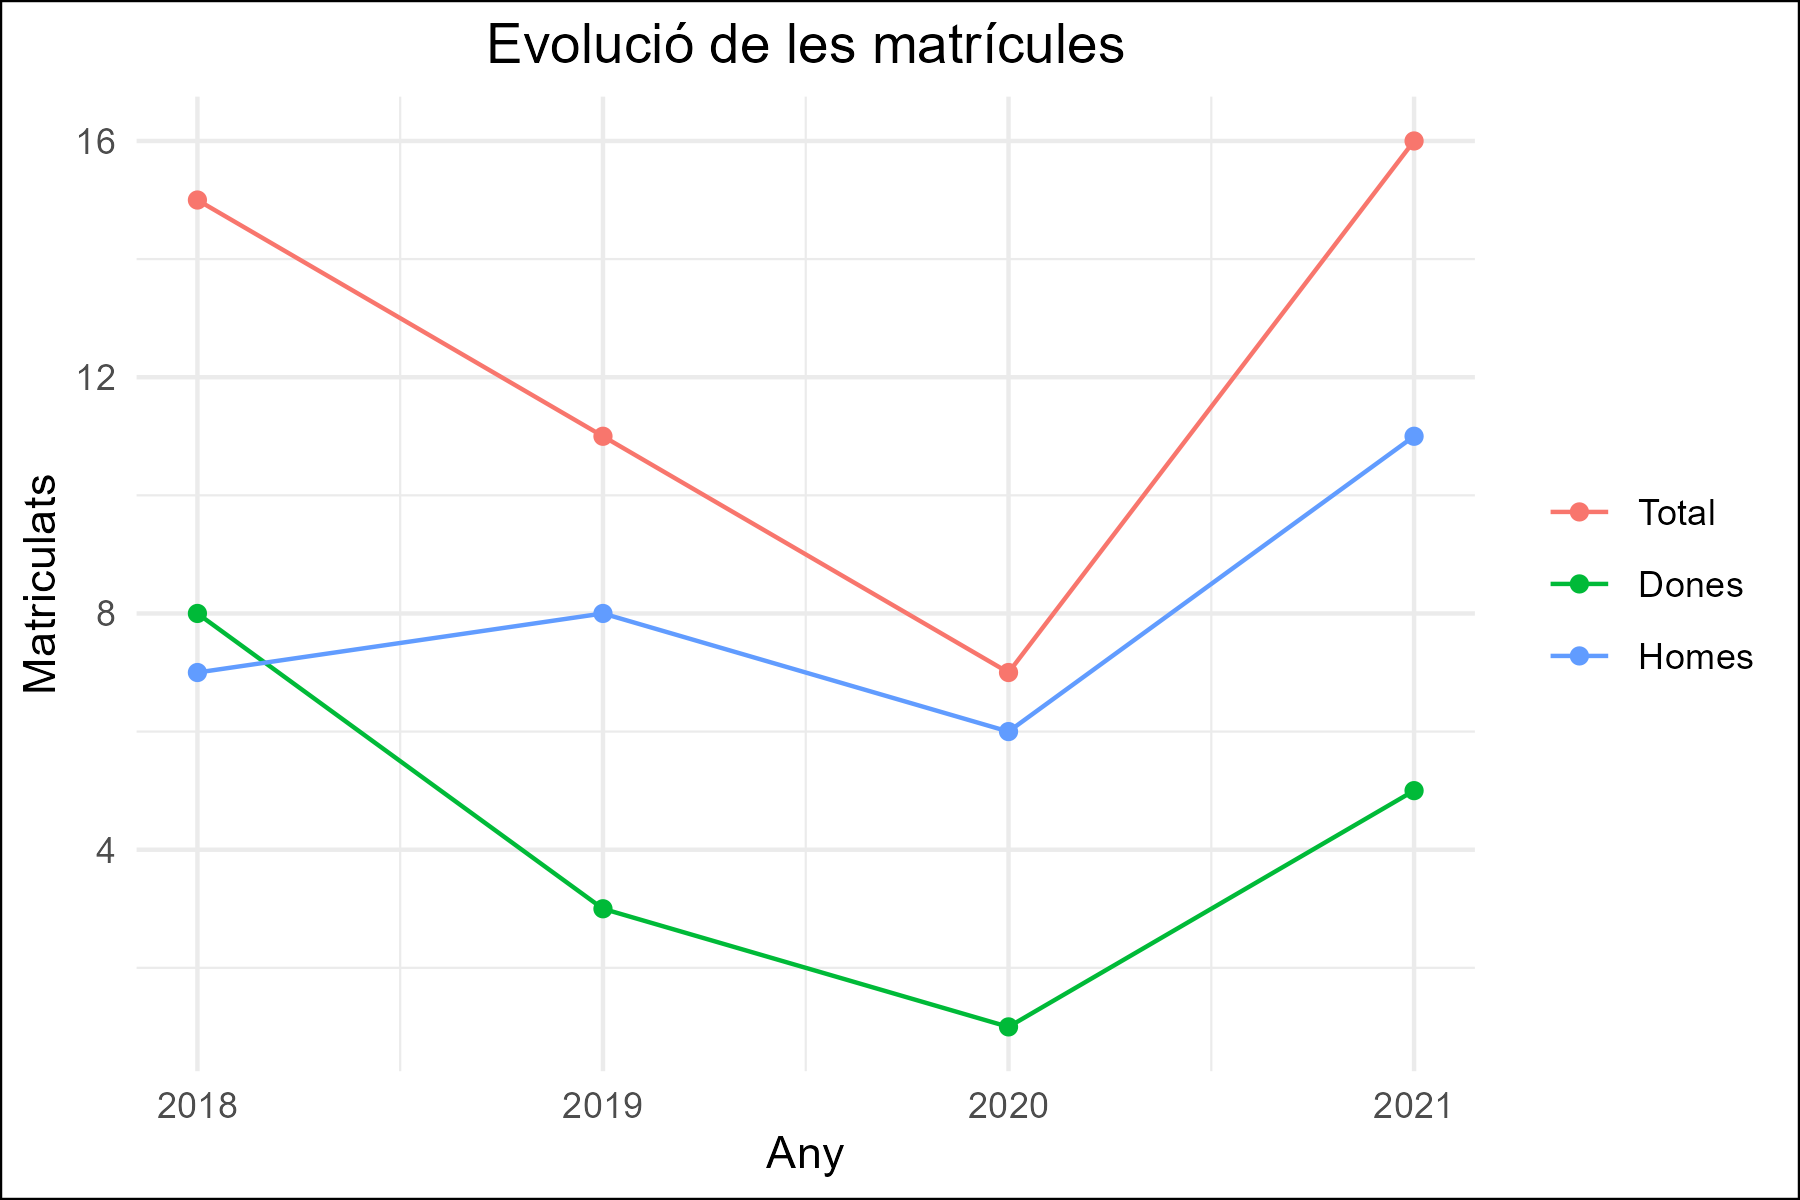 Evolució de les matrícules
16
12
8
4
Matriculats
2018 2019 2020 2021
Any
Total
Dones
Homes